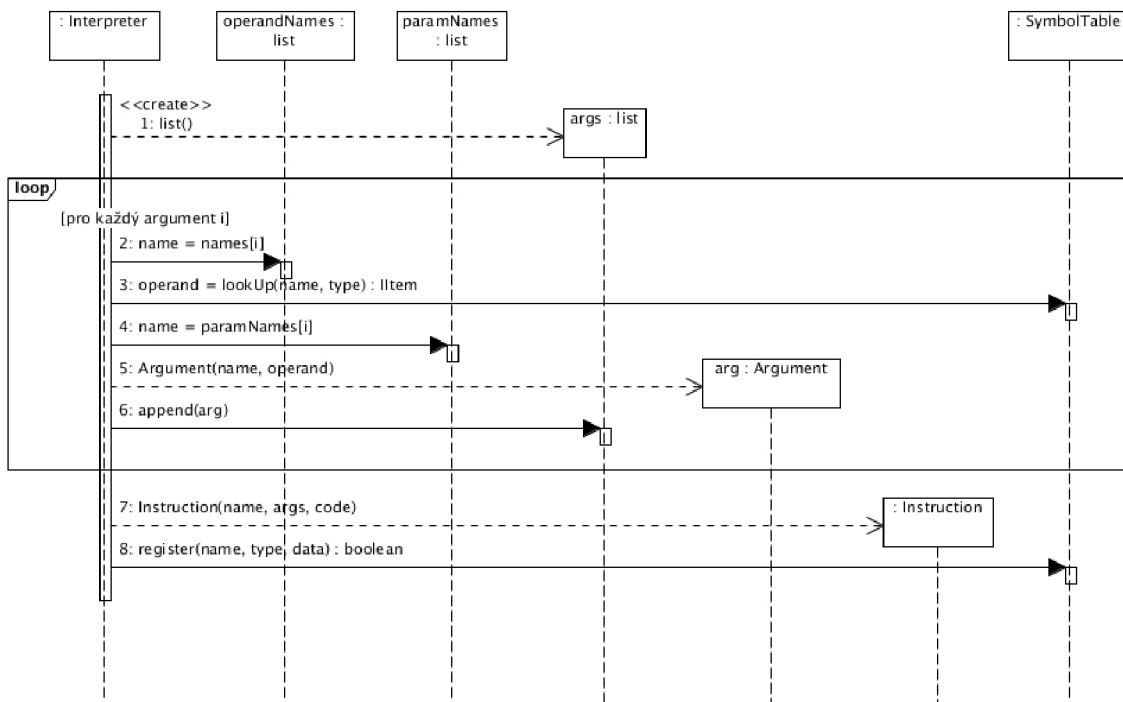 : Interpreter
operandNames :
list
paramNames
: list
: SymbolTable
<<create>>
1: list()
args : list
loop
[pro každý argument i]
2: name = names[i]
3: operand = lookUp(name, type) : IItem
4: name = paramNames[i]
5: Argument(name, operand)
arg : Argument
6: append(arg)
7: Instruction(name, args, code)
: Instruction
8: register(name, type, data) : boolean